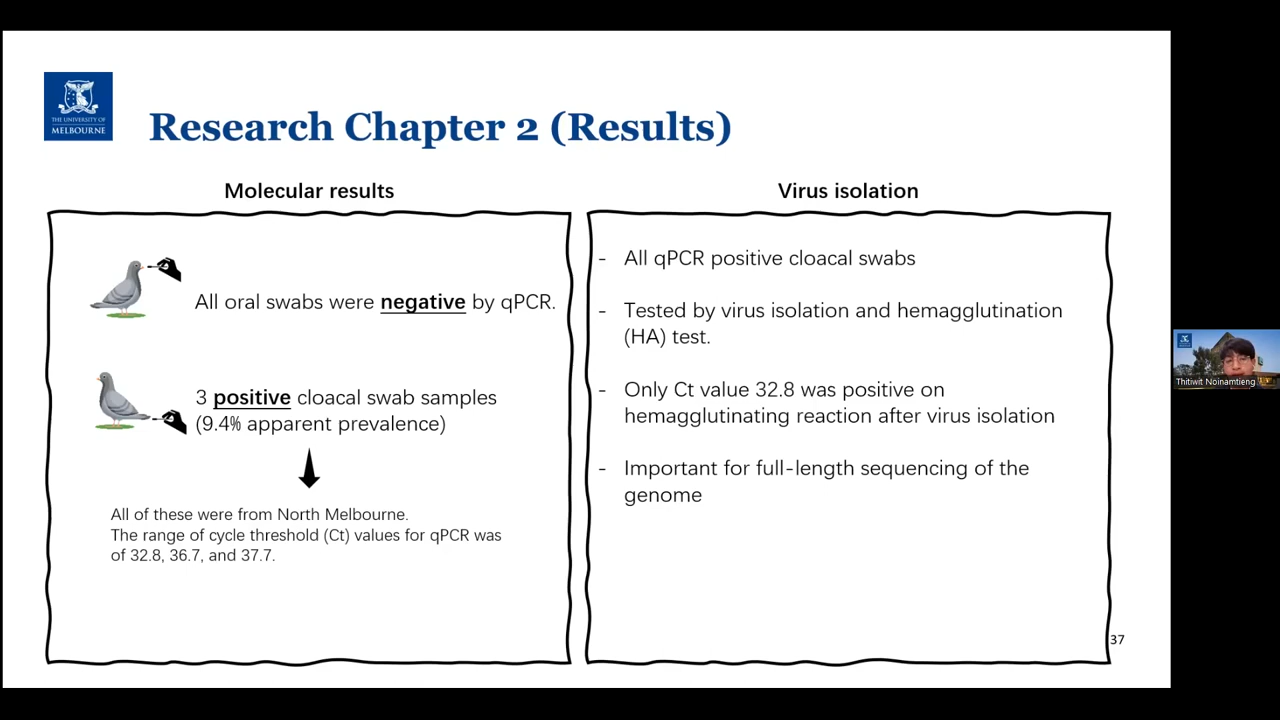 THE UNIVERSITY OF
MELBOURNE
Research Chapter 2 (Results)
Molecular results
All oral swabs were negative by qPCR.
3 positive cloacal swab samples
(9.4% apparent prevalence)
All of these were from North Melbourne.
The range of cycle threshold (Ct) values for qPCR was
of 32.8, 36.7, and 37.7.
Virus isolation
- All qPCR positive cloacal swabs
- Tested by virus isolation and hemagglutination
(HA) test.
- Only Ct value 32.8 was positive on
hemagglutinating reaction after virus isolation
- Important for full-length sequencing of the
genome
37
Thitiwit Noinamtieng